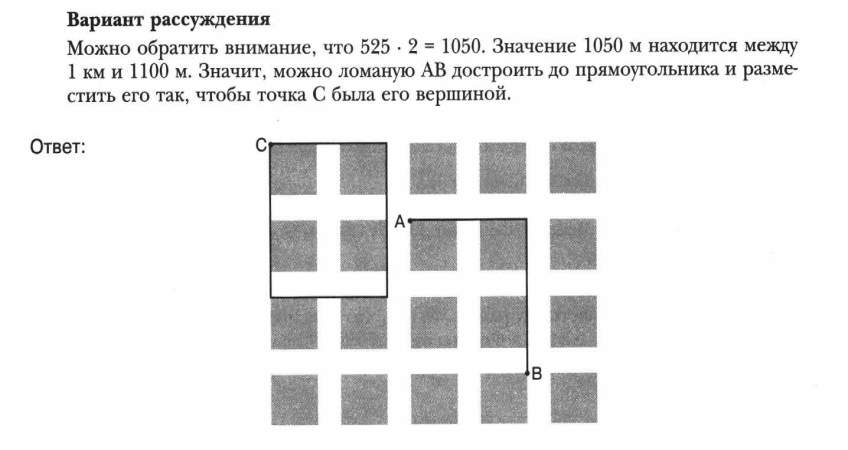 Вариант рассуждения
Можно обратить внимание, что 525 · 2 = 1050. Значение 1050 м находится между
1 км и 1100 м. Значит, можно ломаную АВ достроить до прямоугольника и разме-
стить его так, чтобы точка С была его вершиной.
Ответ:
С
А
В